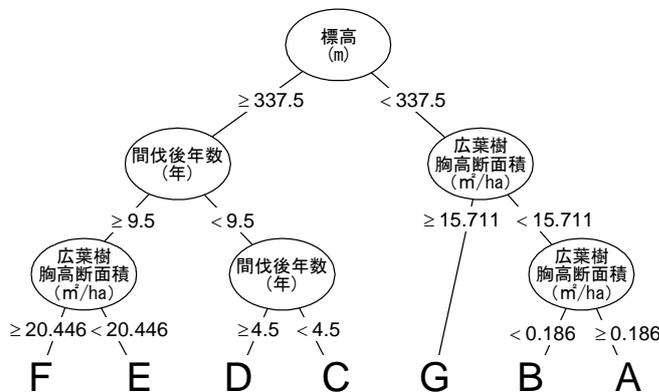 標高
(m)
≥337.5
<337.5
間伐後年数
(年)
広葉樹
胸高断面積
(㎡/ha)
≥9.5
<9.5
≥15.711
<15.711
広葉樹
胸高断面積
(㎡/ha)
間伐後年数
(年)
広葉樹
胸高断面積
(㎡/ha)
≥20.446
<20.446
≥4.5
<4.5
<0.186
≥0.186
F
E
D
C
G
B
A